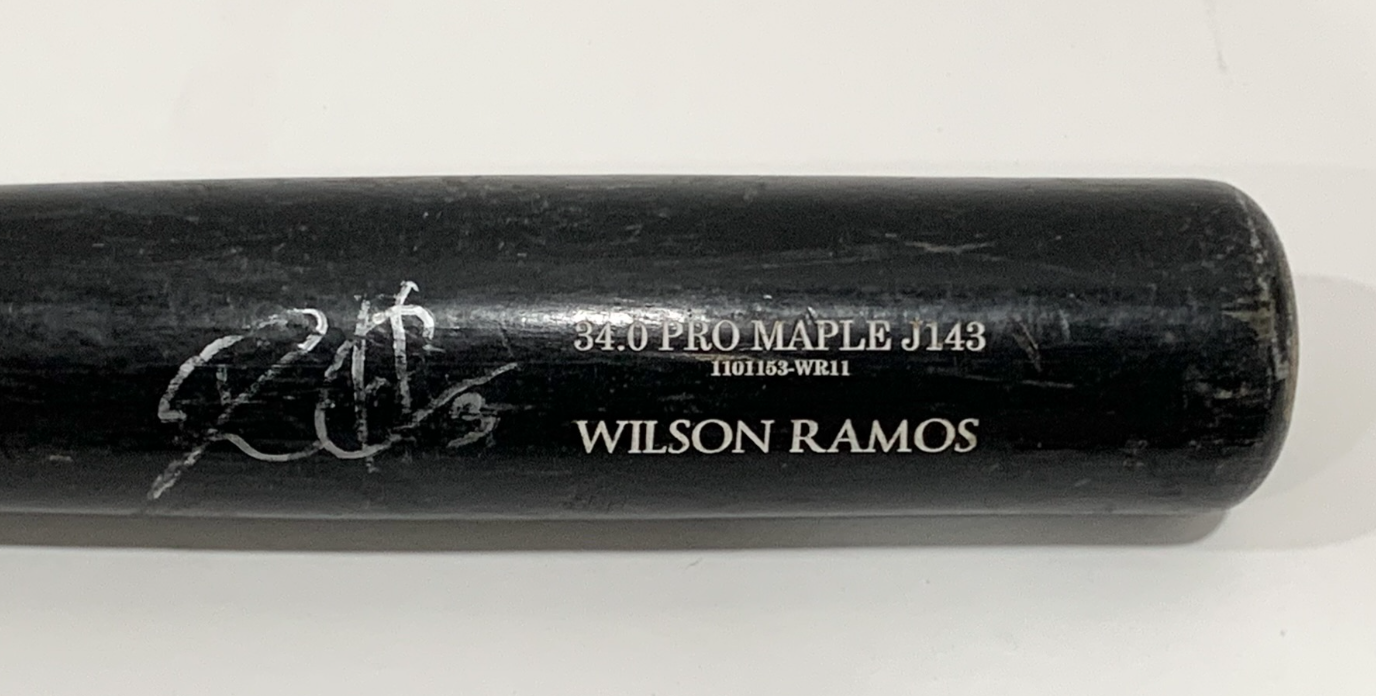 34.0 PRO MAPLE J143
1101153-WR11
WILSON RAMOS